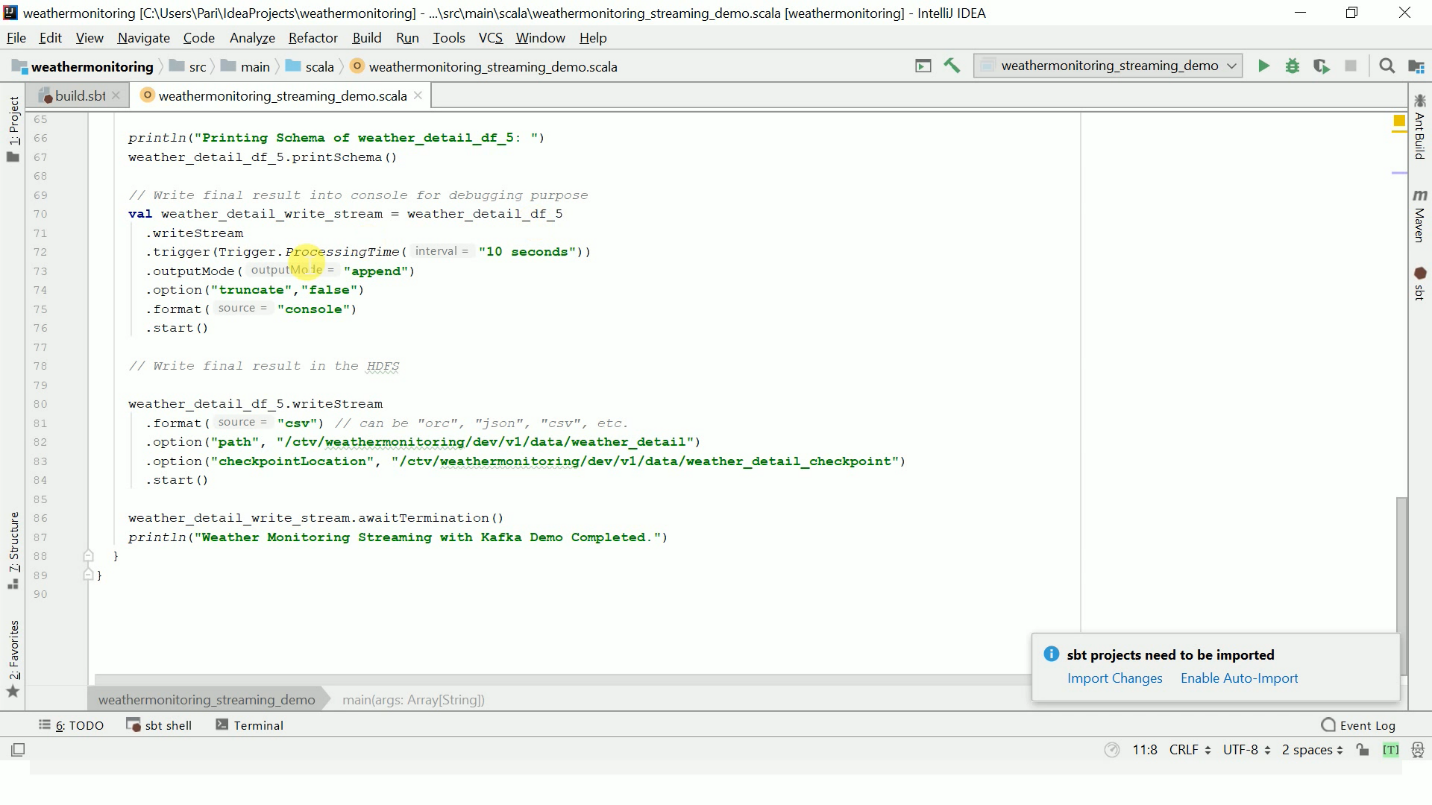 weathermonitoring [C:\Users\Pari\IdeaProjects\weathermonitoring] - ...\src\main\scala\weathermonitoring_streaming_demo.scala [weathermonitoring] - IntelliJ IDEA
File Edit View Navigate Code Analyze Refactor Build Run Tools VCS Window Help
weathermonitoring src main scala weathermonitoring_streaming_demo.scala weathermonitoring_streaming_demo
build.sbt weathermonitoring_streaming_demo.scala
1: Project
7: Structure
2: Favorites
65
66 println("Printing Schema of weather_detail_df_5: ")
67 weather_detail_df_5.printSchema()
68
69 // Write final result into console for debugging purpose
70 val weather_detail_write_stream = weather_detail_df_5
71 .writeStream
72 .trigger(Trigger.ProcessingTime( interval = "10 seconds"))
73 .outputMode( outputMode = "append")
74 .option("truncate","false")
75 .format( source = "console")
76 .start()
77
78 // Write final result in the HDFS
79
80 weather_detail_df_5.writeStream
81 .format( source = "csv") // can be "orc", "json", "csv", etc.
82 .option("path", "/ctv/weathermonitoring/dev/v1/data/weather_detail")
83 .option("checkpointLocation", "/ctv/weathermonitoring/dev/v1/data/weather_detail_checkpoint")
84 .start()
85
86 weather_detail_write_stream.awaitTermination()
87 println("Weather Monitoring Streaming with Kafka Demo Completed.")
88 }
89 }
90
Ant Build
m Maven
sbt
sbt projects need to be imported
Import Changes Enable Auto-Import
weathermonitoring_streaming_demo main(args: Array[String])
6: TODO sbt shell Terminal Event Log
11:8 CRLF UTF-8 2 spaces [T]